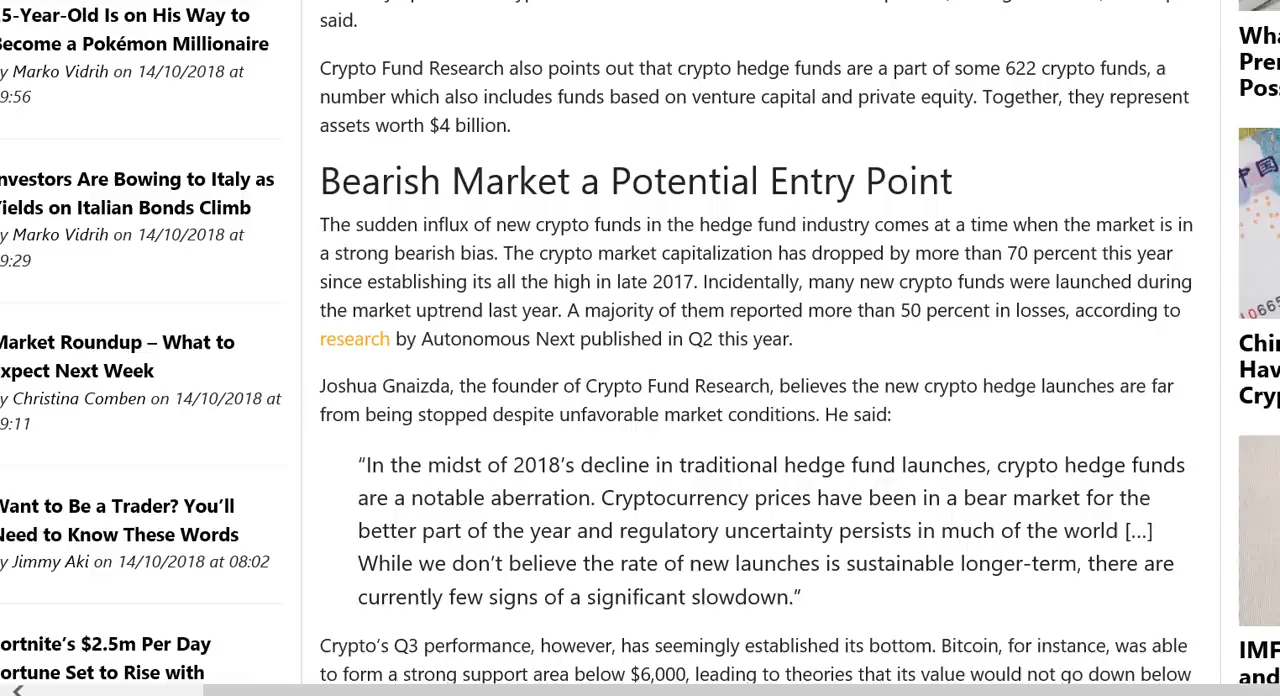 5-Year-Old Is on His Way to
Become a Pokémon Millionaire
y Marko Vidrih on 14/10/2018 at
9:56
nvestors Are Bowing to Italy as
Yields on Italian Bonds Climb
y Marko Vidrih on 14/10/2018 at
9:29
Market Roundup – What to
xpect Next Week
y Christina Comben on 14/10/2018 at
9:11
Want to Be a Trader? You’ll
Need to Know These Words
y Jimmy Aki on 14/10/2018 at 08:02
ortnite’s $2.5m Per Day
ortune Set to Rise with
said.
Crypto Fund Research also points out that crypto hedge funds are a part of some 622 crypto funds, a
number which also includes funds based on venture capital and private equity. Together, they represent
assets worth $4 billion.
Bearish Market a Potential Entry Point
The sudden influx of new crypto funds in the hedge fund industry comes at a time when the market is in
a strong bearish bias. The crypto market capitalization has dropped by more than 70 percent this year
since establishing its all the high in late 2017. Incidentally, many new crypto funds were launched during
the market uptrend last year. A majority of them reported more than 50 percent in losses, according to
research by Autonomous Next published in Q2 this year.
Joshua Gnaizda, the founder of Crypto Fund Research, believes the new crypto hedge launches are far
from being stopped despite unfavorable market conditions. He said:
“In the midst of 2018’s decline in traditional hedge fund launches, crypto hedge funds
are a notable aberration. Cryptocurrency prices have been in a bear market for the
better part of the year and regulatory uncertainty persists in much of the world [...]
While we don’t believe the rate of new launches is sustainable longer-term, there are
currently few signs of a significant slowdown.“
Crypto’s Q3 performance, however, has seemingly established its bottom. Bitcoin, for instance, was able
to form a strong support area below $6,000, leading to theories that its value would not go down below
Wha
Prer
Pos
中国
Chi
Hav
Cryp
IMF
and